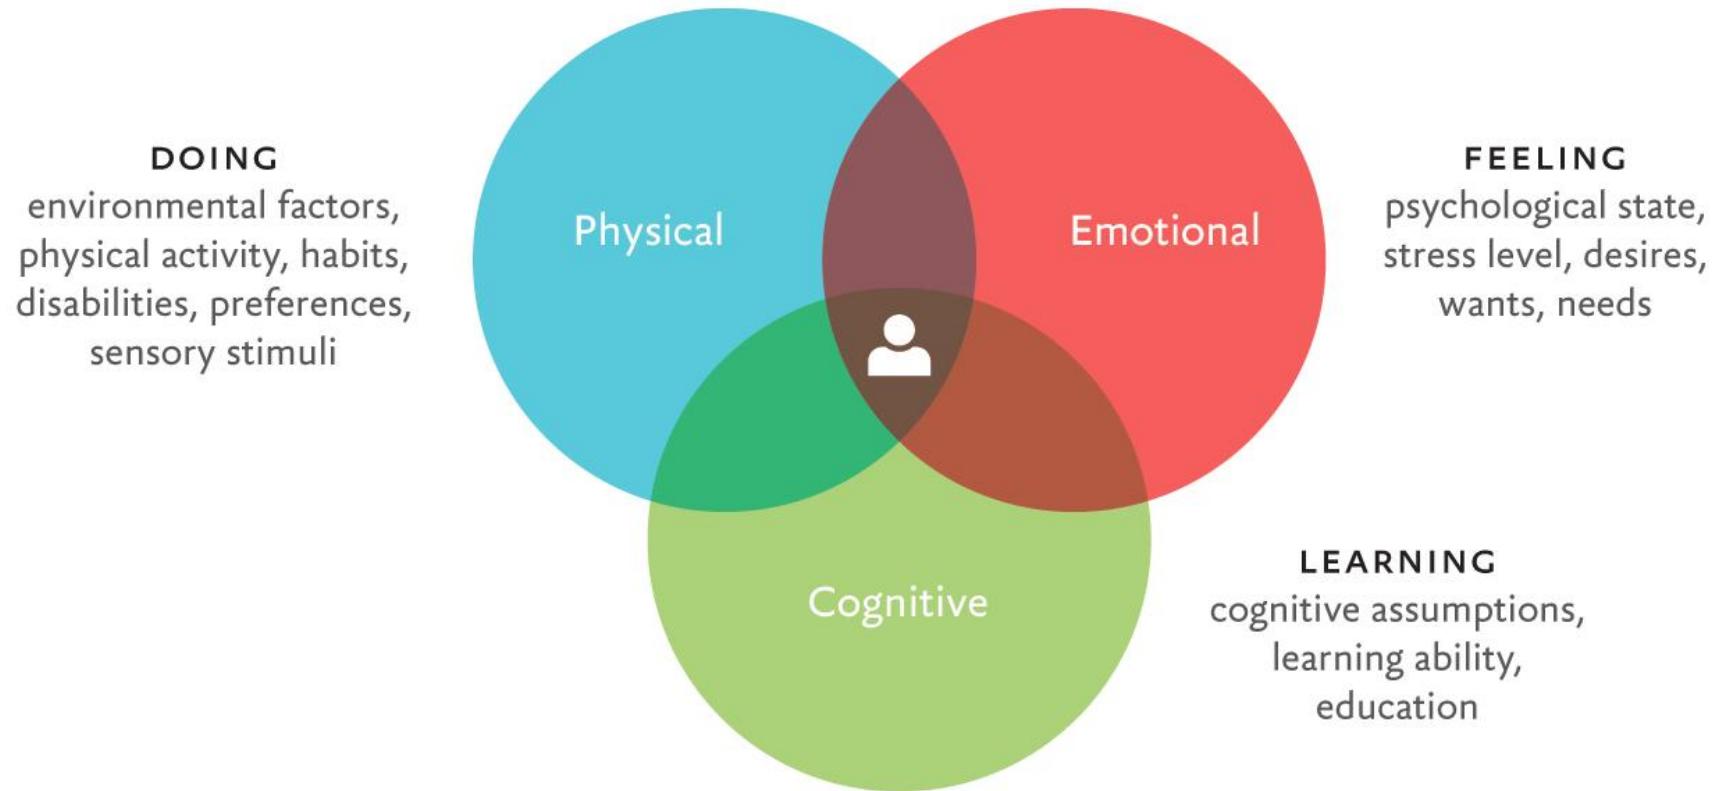 DOING
environmental factors,
physical activity, habits,
disabilities, preferences,
sensory stimuli
Physical
Emotional
FEELING
psychological state,
stress level, desires,
wants, needs
Cognitive
LEARNING
cognitive assumptions,
learning ability,
education